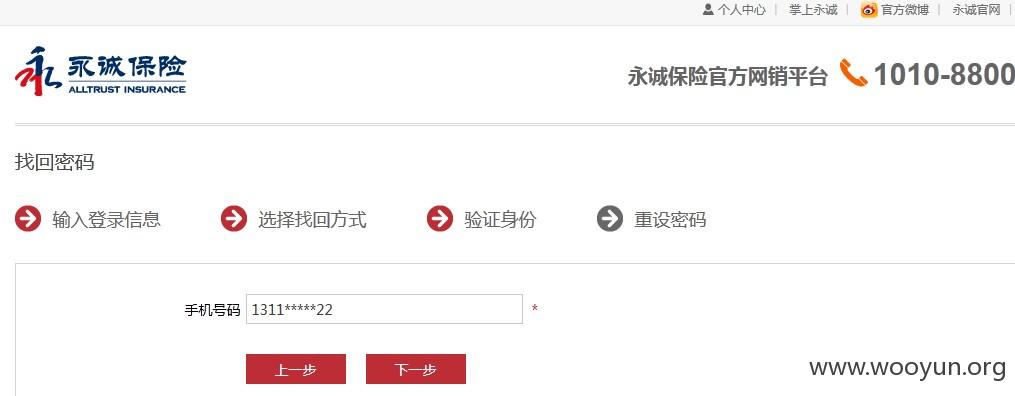 个人中心 | 掌上永诚 | 官方微博 | 永诚官网 |
永诚保险
ALLTRUST INSURANCE
永诚保险官方网销平台 1010-8800
找回密码
输入登录信息 选择找回方式 验证身份 重设密码
手机号码 1311*****22 *
上一步 下一步
www.wooyun.org